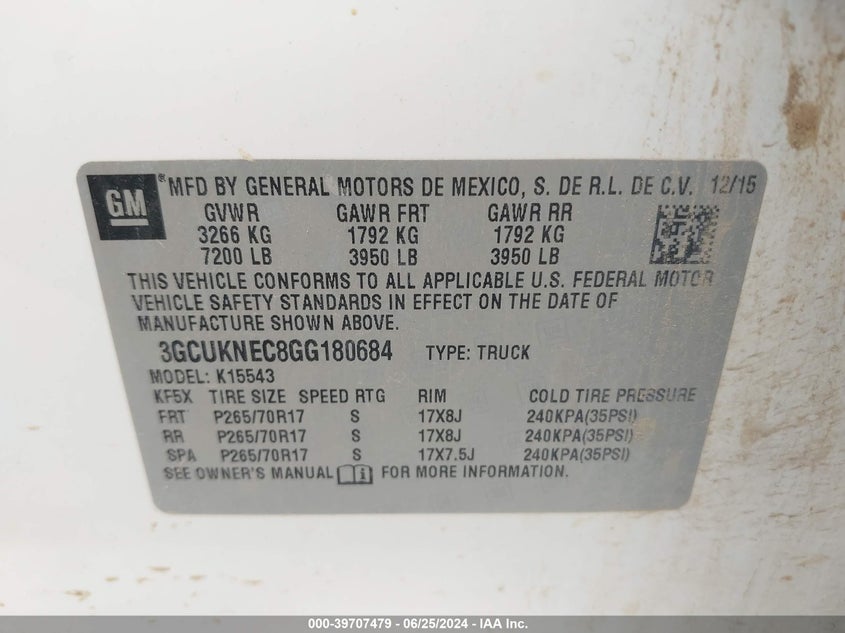 GM ® MFD BY GENERAL MOTORS DE MEXICO, S. DE R.L. DE C.V. 12/15
GVWR GAWR FRT GAWR RR
3266 KG 1792 KG 1792 KG
7200 LB 3950 LB 3950 LB
THIS VEHICLE CONFORMS TO ALL APPLICABLE U.S. FEDERAL MOTOR
VEHICLE SAFETY STANDARDS IN EFFECT ON THE DATE OF
MANUFACTURE SHOWN ABOVE.
3GCUKNEC8GG180684 TYPE: TRUCK
MODEL: K15543
KF5X TIRE SIZE SPEED RTG RIM COLD TIRE PRESSURE
FRT P265/70R17 S 17X8J 240KPA(35PSI)
RR P265/70R17 S 17X8J 240KPA(35PSI)
SPA P265/70R17 S 17X7.5J 240KPA(35PSI)
SEE OWNER'S MANUAL FOR MORE INFORMATION.
000-39707479 - 06/25/2024 - IAA Inc.